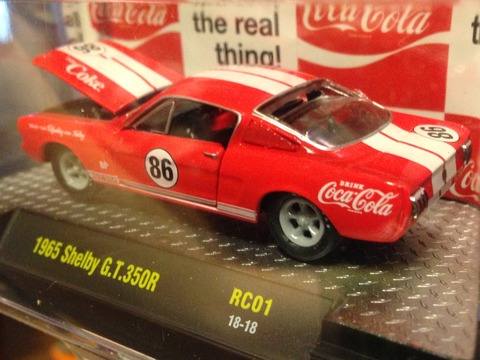 the real
thing!
Coca-Cola
Coca-Cola
Coke
86
86
86
DRINK
Coca-Cola
1965 Shelby G.T.350R
RC01
18-18